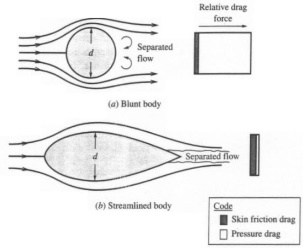 Relative drag
force
d
Separated
flow
(a) Blunt body
d
Separated flow
(b) Streamlined body
Code
Skin friction drag
Pressure drag